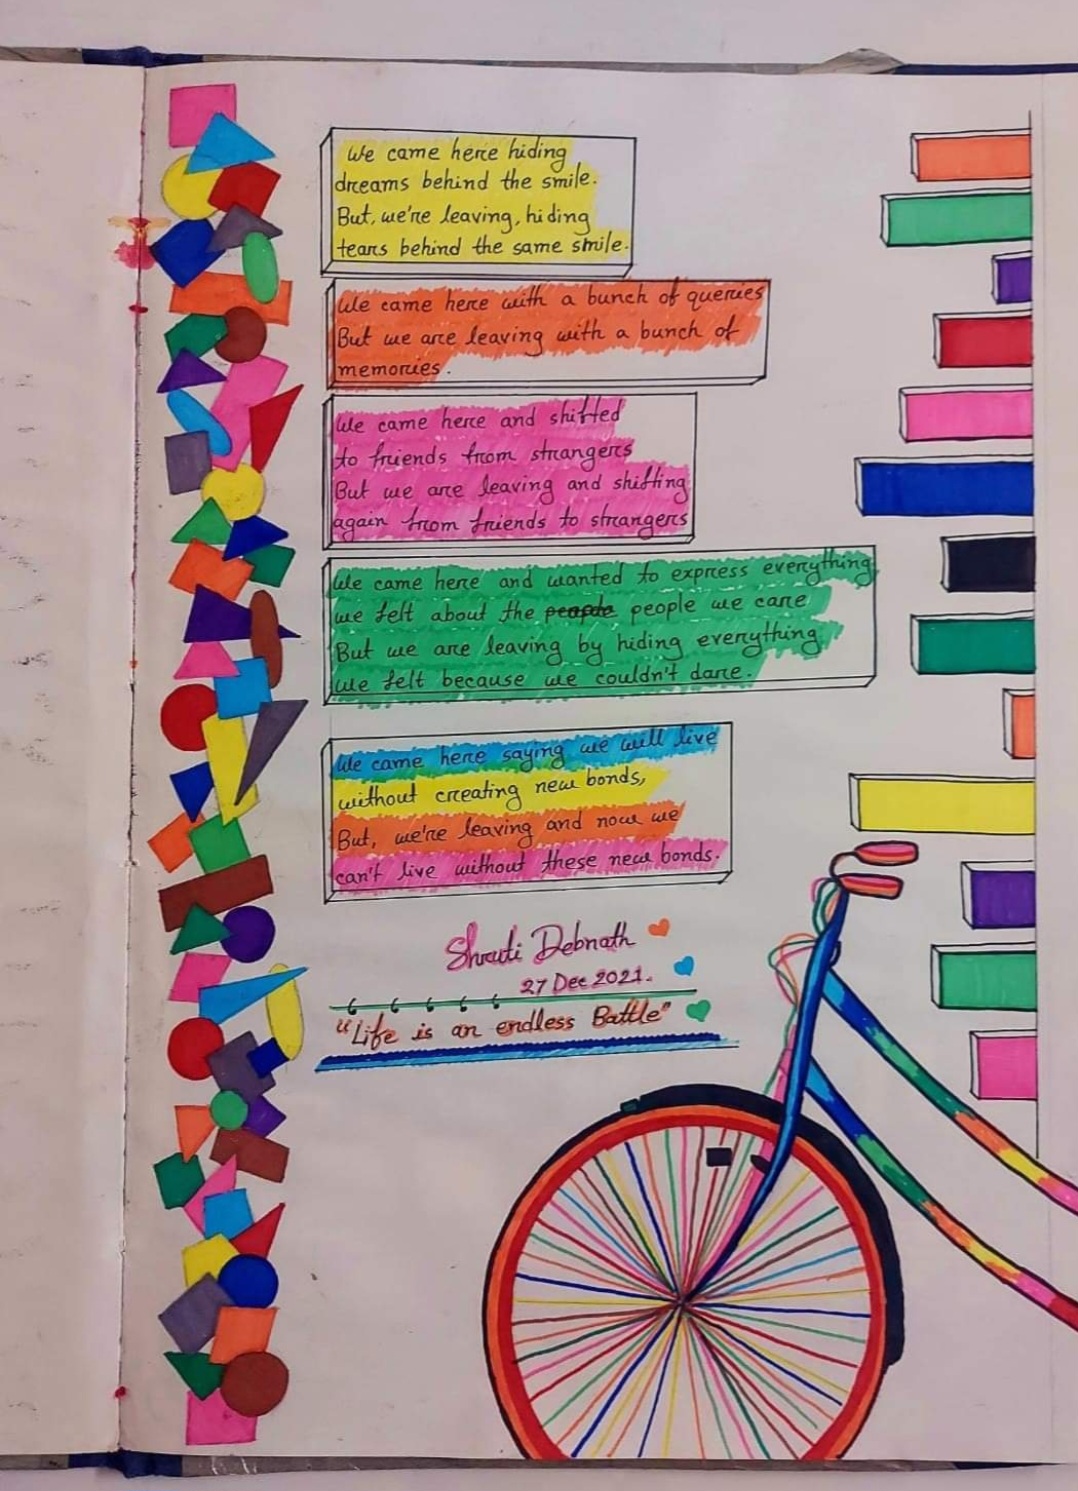 We came here hiding
dreams behind the smile.
But, we're leaving, hiding
tears behind the same smile.
We came here with a bunch of queries
But we are leaving with a bunch of
memories.
We came here and shifted
to friends from strangers
But we are leaving and shifting
again from friends to strangers
We came here and wanted to express everything
we felt about the people we care
But we are leaving by hiding everything
we felt because we couldn't dare.
We came here saying we will live
without creating new bonds,
But, we're leaving and now we
can't live without these new bonds.
Shruti Debnath
27 Dec 2021.
"Life is an endless Battle"